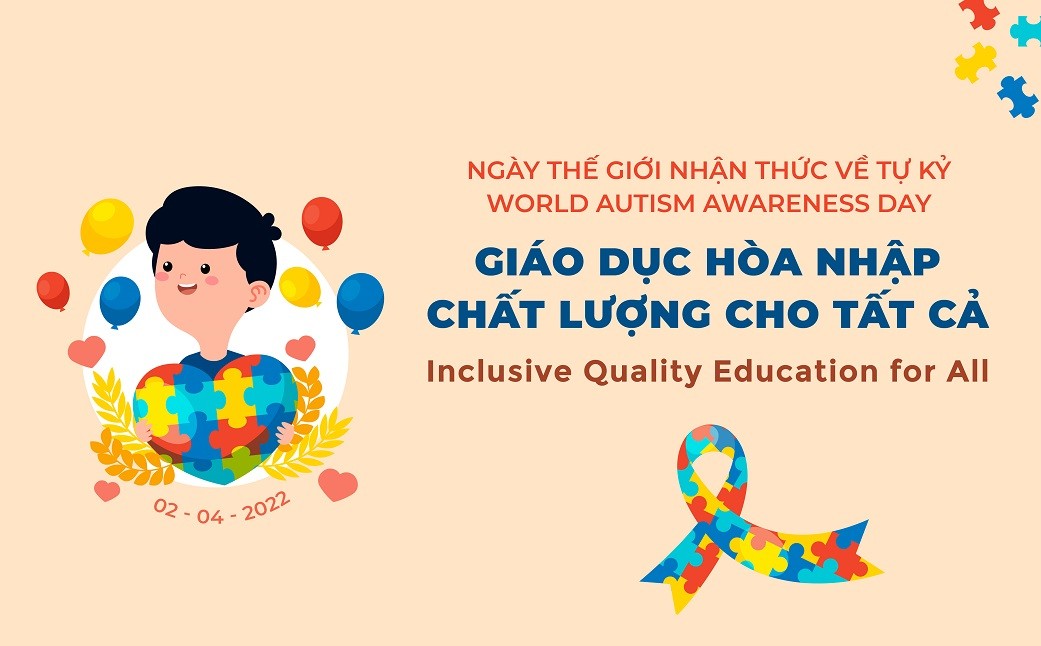 NGÀY THẾ GIỚI NHẬN THỨC VỀ TỰ KỶ
WORLD AUTISM AWARENESS DAY
GIÁO DỤC HÒA NHẬP
CHẤT LƯỢNG CHO TẤT CẢ
Inclusive Quality Education for All
02 - 04 - 2022